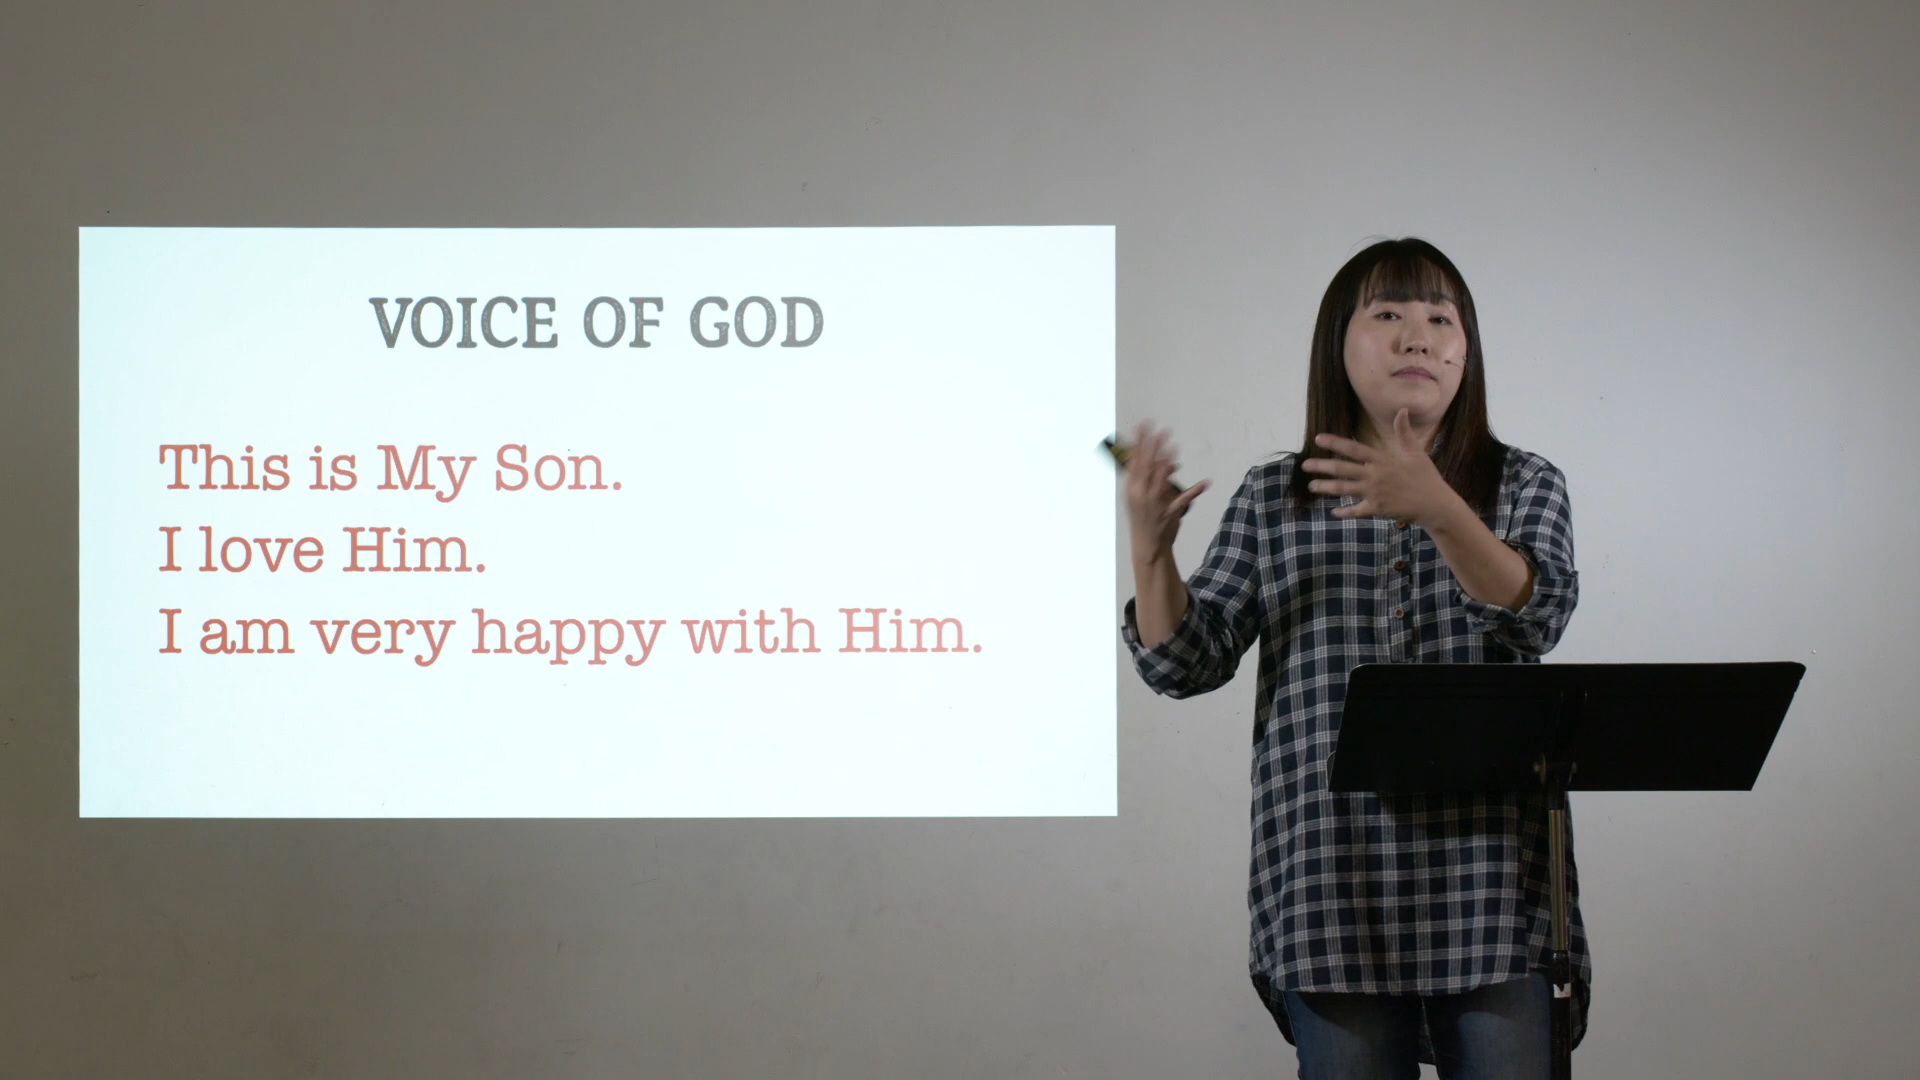 VOICE OF GOD
This is My Son.
I love Him.
I am very happy with Him.